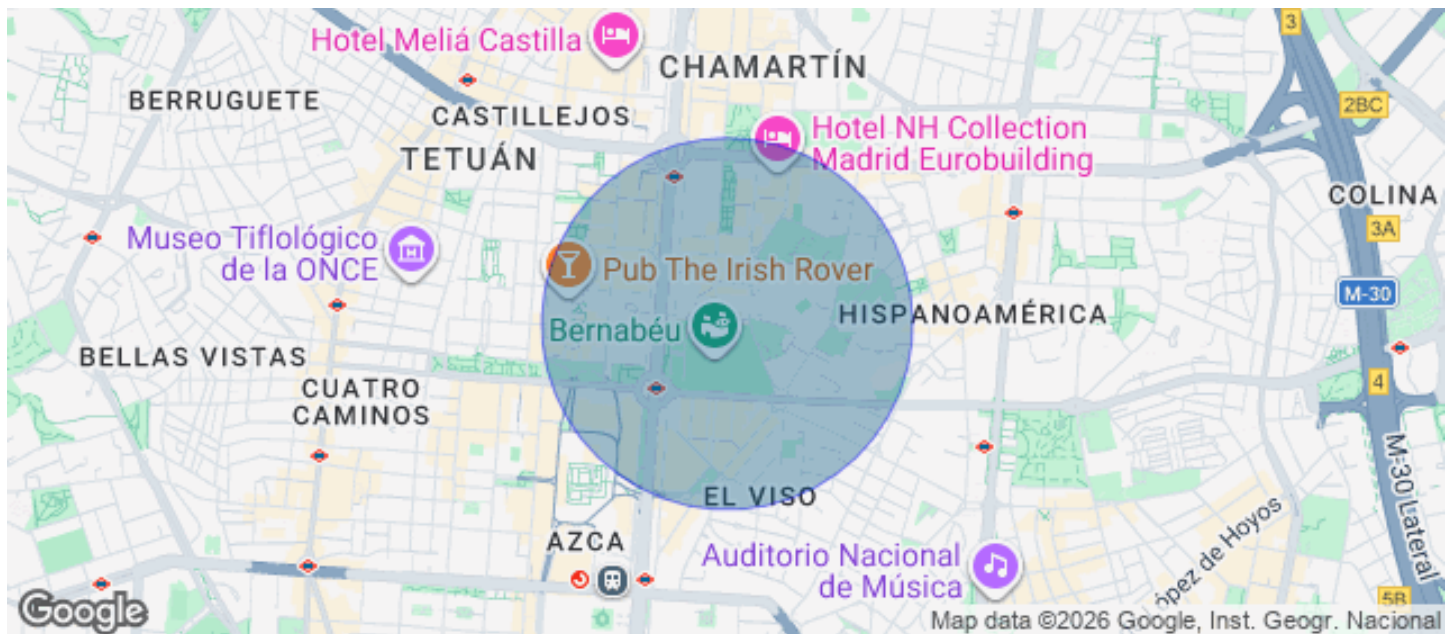 3
Hotel Meliá Castilla
CHAMARTÍN
BERRUGUETE
2BC
CASTILLEJOS
Hotel NH Collection
Madrid Eurobuilding
TETUÁN
COLINA
3A
Museo Tiflológico
de la ONCE
Pub The Irish Rover
M-30
HISPANOAMÉRICA
Bernabéu
BELLAS VISTAS
4
CUATRO
CAMINOS
M-30 Lateral
EL VISO
AZCA
Auditorio Nacional
de Música
López de Hoyos
5B
Google
Map data ©2026 Google, Inst. Geogr. Nacional